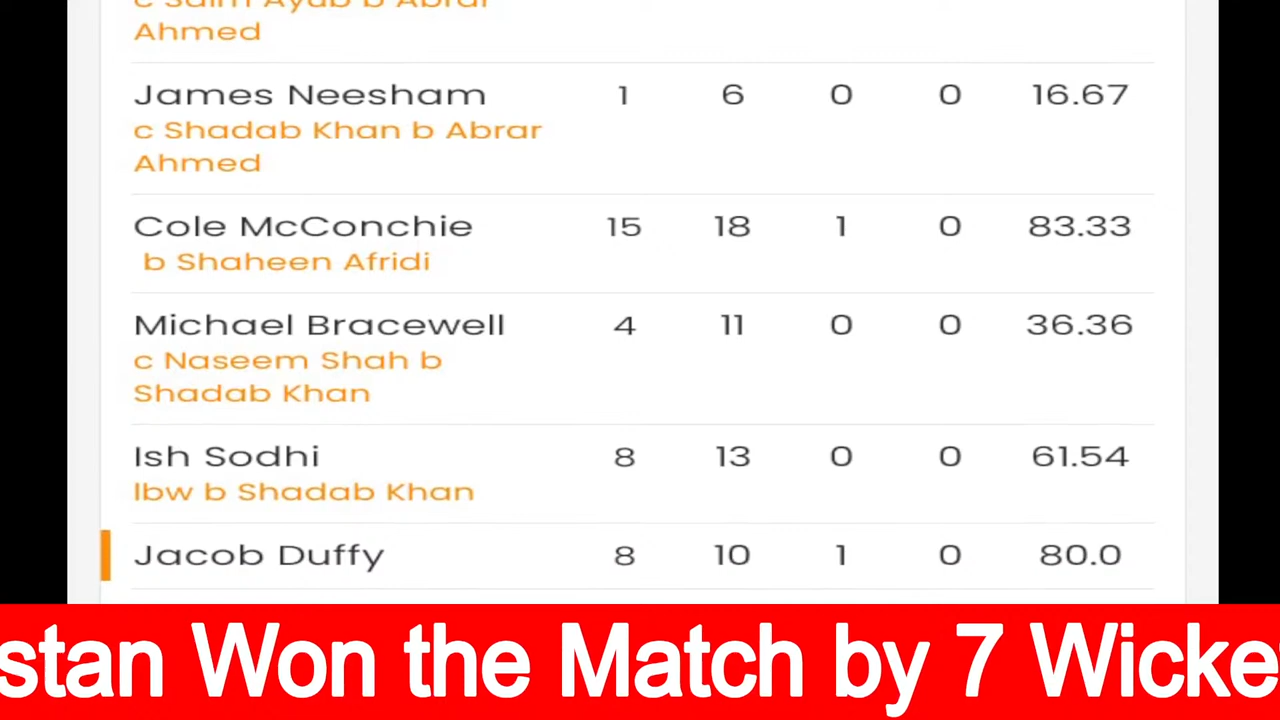 c Saim Ayub b Abrar
Ahmed
James Neesham 1 6 0 0 16.67
c Shadab Khan b Abrar
Ahmed
Cole McConchie 15 18 1 0 83.33
b Shaheen Afridi
Michael Bracewell 4 11 0 0 36.36
c Naseem Shah b
Shadab Khan
Ish Sodhi 8 13 0 0 61.54
lbw b Shadab Khan
Jacob Duffy 8 10 1 0 80.0
stan Won the Match by 7 Wicke